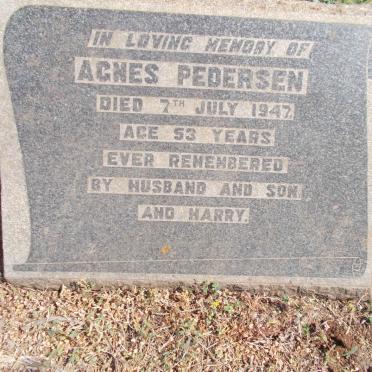 IN LOVING MEMORY OF
AGNES PEDERSEN
DIED 7TH JULY 1947.
AGE 53 YEARS
EVER REMEMBERED
BY HUSBAND AND SON
AND HARRY.